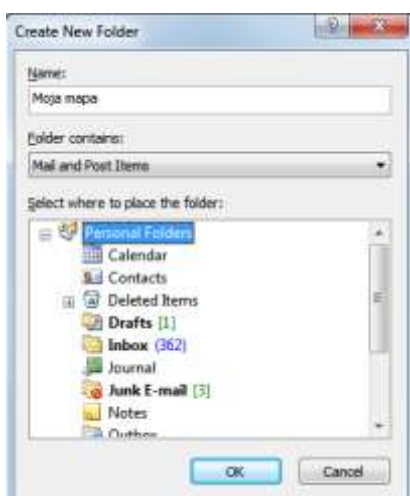 Create New Folder
Name:
Moja mapa
Folder contains:
Mail and Post Items
Select where to place the folder:
Personal Folders
Calendar
Contacts
Deleted Items
Drafts [1]
Inbox (362)
Journal
Junk E-mail [3]
Notes
Outbox
OK Cancel